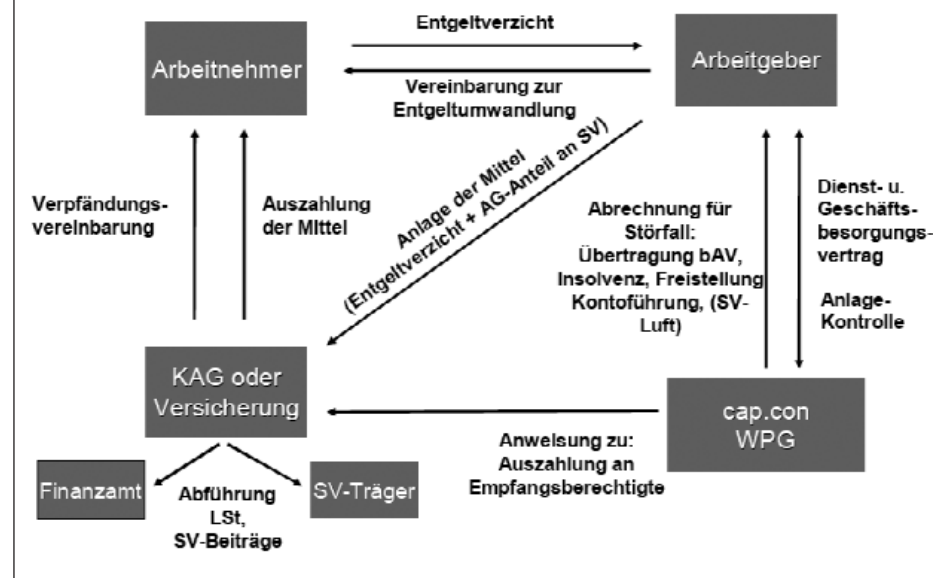 Entgeltverzicht
Arbeitnehmer
Arbeitgeber
Vereinbarung zur
Entgeltumwandlung
Verpfändungs-
vereinbarung
Auszahlung
der MIttel
Anlage der Mittel
(Entgeltverzicht + AG-Anteil an SV)
Abrechnung für
Störfall:
Übertragung bAV,
Insolvenz, Freistellung
Kontoführung, (SV-
Luft)
Dienst- u.
Geschäfts-
besorgungs-
vertrag
Anlage-
Kontrolle
KAG oder
Versicherung
cap.con
WPG
Anweisung zu:
Auszahlung an
Empfangsberechtigte
Finanzamt
Abführung
LSt,
SV-Beiträge
SV-Träger